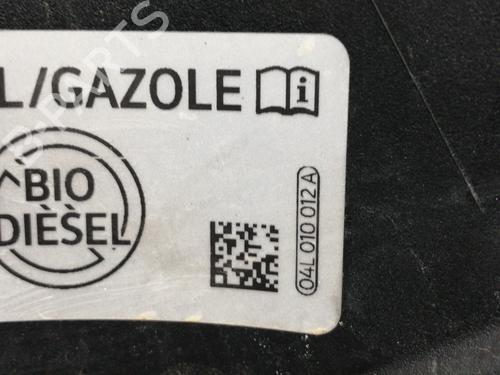 L/GAZOLE
BIO
DIÈSEL
04L 010 012 A